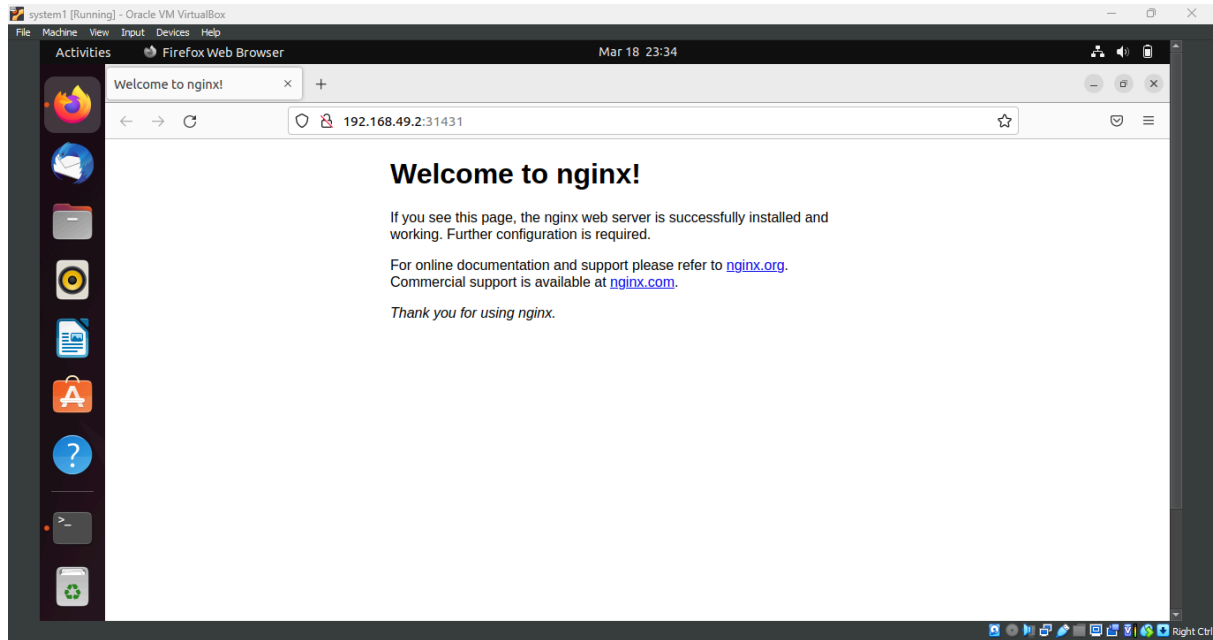 system1 [Running] - Oracle VM VirtualBox
File Machine View Input Devices Help
Activities Firefox Web Browser Mar 18 23:34
Welcome to nginx!
192.168.49.2:31431
Welcome to nginx!
If you see this page, the nginx web server is successfully installed and
working. Further configuration is required.
For online documentation and support please refer to nginx.org.
Commercial support is available at nginx.com.
Thank you for using nginx.
Right Ctrl